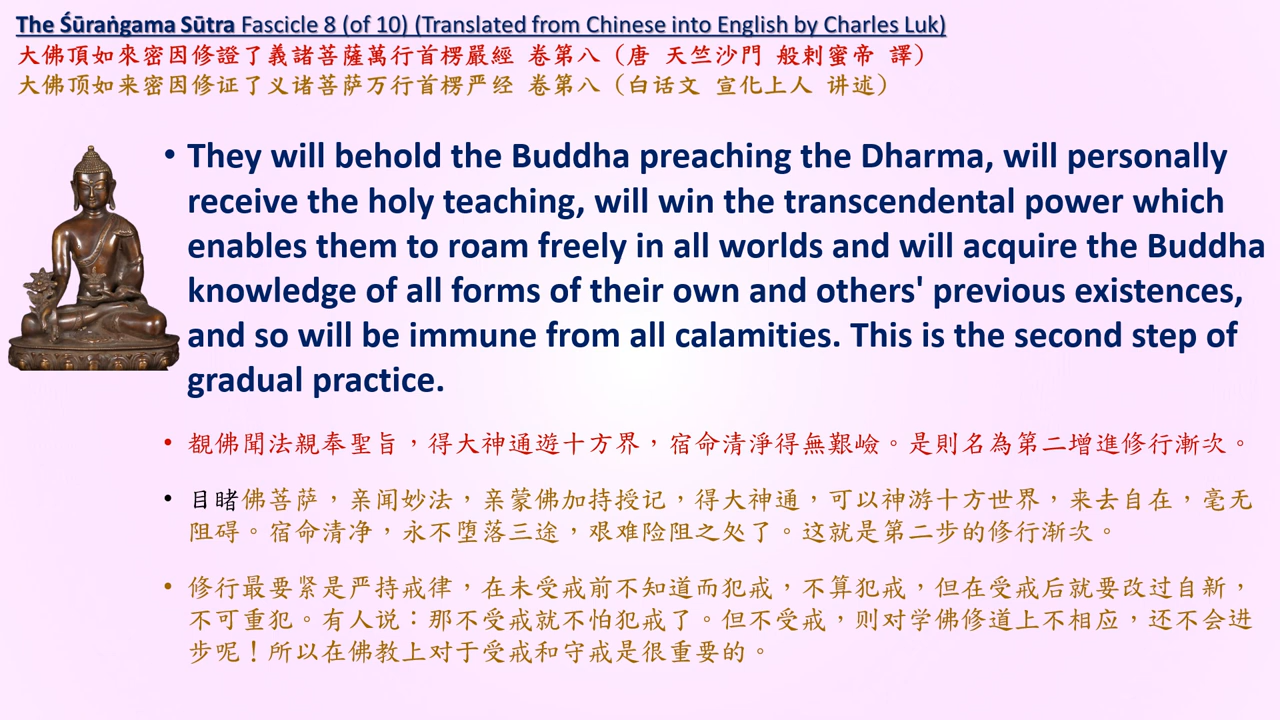 The Śūraṅgama Sūtra Fascicle 8 (of 10) (Translated from Chinese into English by Charles Luk)
大佛頂如來密因修證了義諸菩薩萬行首楞嚴經 卷第八（唐 天竺沙門 般剌蜜帝 譯）
大佛顶如来密因修证了义诸菩萨万行首楞严经 卷第八（白话文 宣化上人 讲述）
• They will behold the Buddha preaching the Dharma, will personally
receive the holy teaching, will win the transcendental power which
enables them to roam freely in all worlds and will acquire the Buddha
knowledge of all forms of their own and others' previous existences,
and so will be immune from all calamities. This is the second step of
gradual practice.
• 覩佛聞法親奉聖旨，得大神通遊十方界，宿命清淨得無艱嶮。是則名為第二增進修行漸次。
• 目睹佛菩萨，亲闻妙法，亲蒙佛加持授记，得大神通，可以神游十方世界，来去自在，毫无
阻碍。宿命清净，永不堕落三途，艰难险阻之处了。这就是第二步的修行渐次。
• 修行最要紧是严持戒律，在未受戒前不知道而犯戒，不算犯戒，但在受戒后就要改过自新，
不可重犯。有人说：那不受戒就不怕犯戒了。但不受戒，则对学佛修道上不相应，还不会进
步呢！所以在佛教上对于受戒和守戒是很重要的。